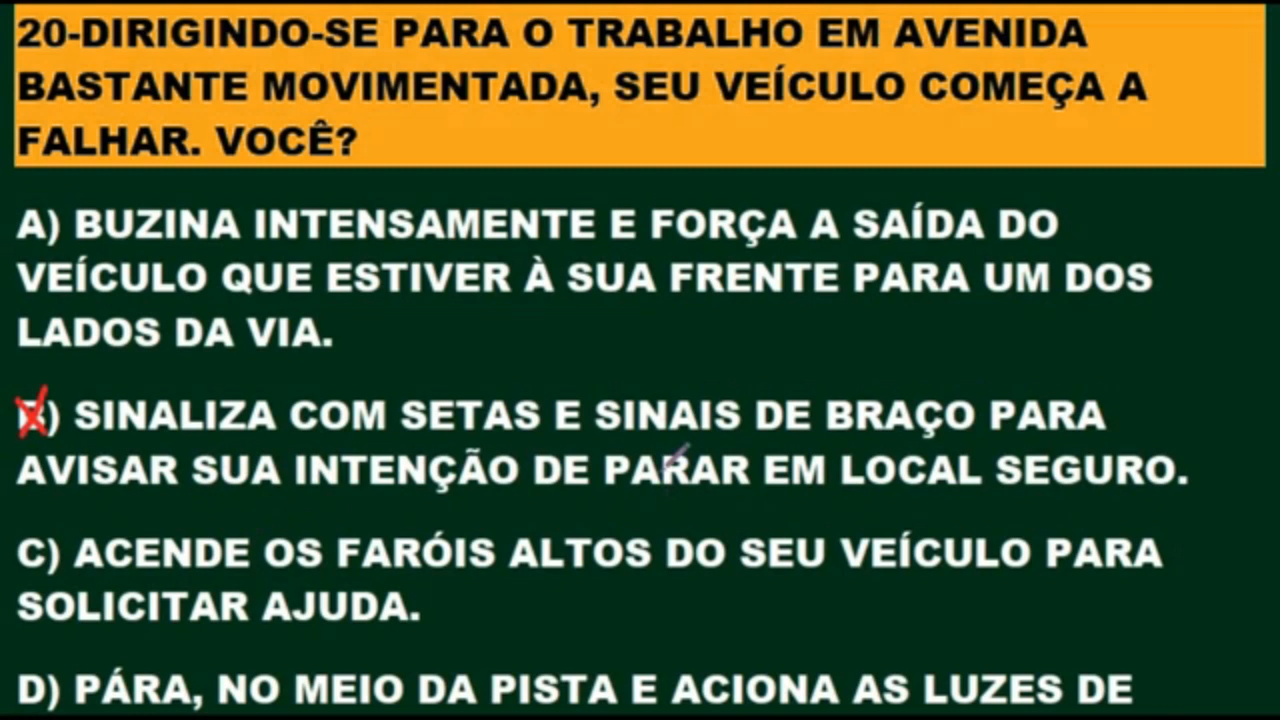 20-DIRIGINDO-SE PARA O TRABALHO EM AVENIDA
BASTANTE MOVIMENTADA, SEU VEÍCULO COMEÇA A
FALHAR. VOCÊ?
A) BUZINA INTENSAMENTE E FORÇA A SAÍDA DO
VEÍCULO QUE ESTIVER À SUA FRENTE PARA UM DOS
LADOS DA VIA.
B) SINALIZA COM SETAS E SINAIS DE BRAÇO PARA
AVISAR SUA INTENÇÃO DE PARAR EM LOCAL SEGURO.
C) ACENDE OS FARÓIS ALTOS DO SEU VEÍCULO PARA
SOLICITAR AJUDA.
D) PÁRA, NO MEIO DA PISTA E ACIONA AS LUZES DE